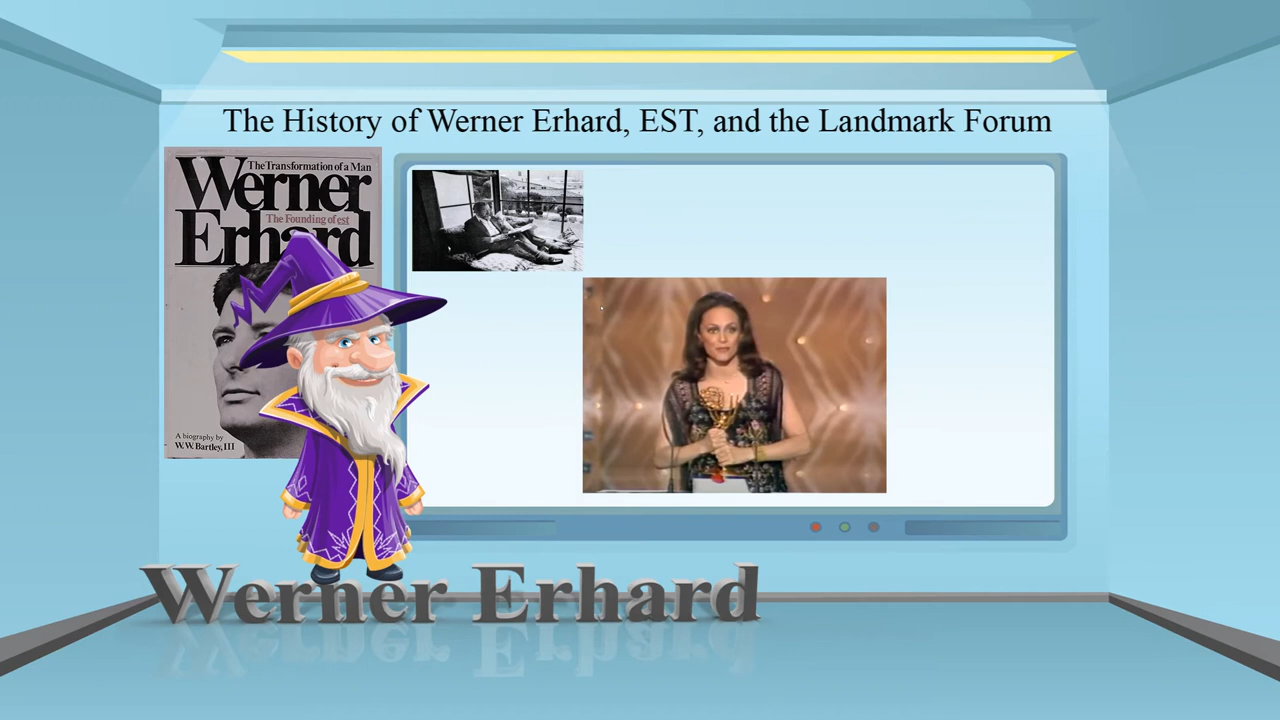 The History of Werner Erhard, EST, and the Landmark Forum
The Transformation of a Man
Werner
The Founding of est
Erhard
A biography by
W.W. Bartley, III
Werner Erhard